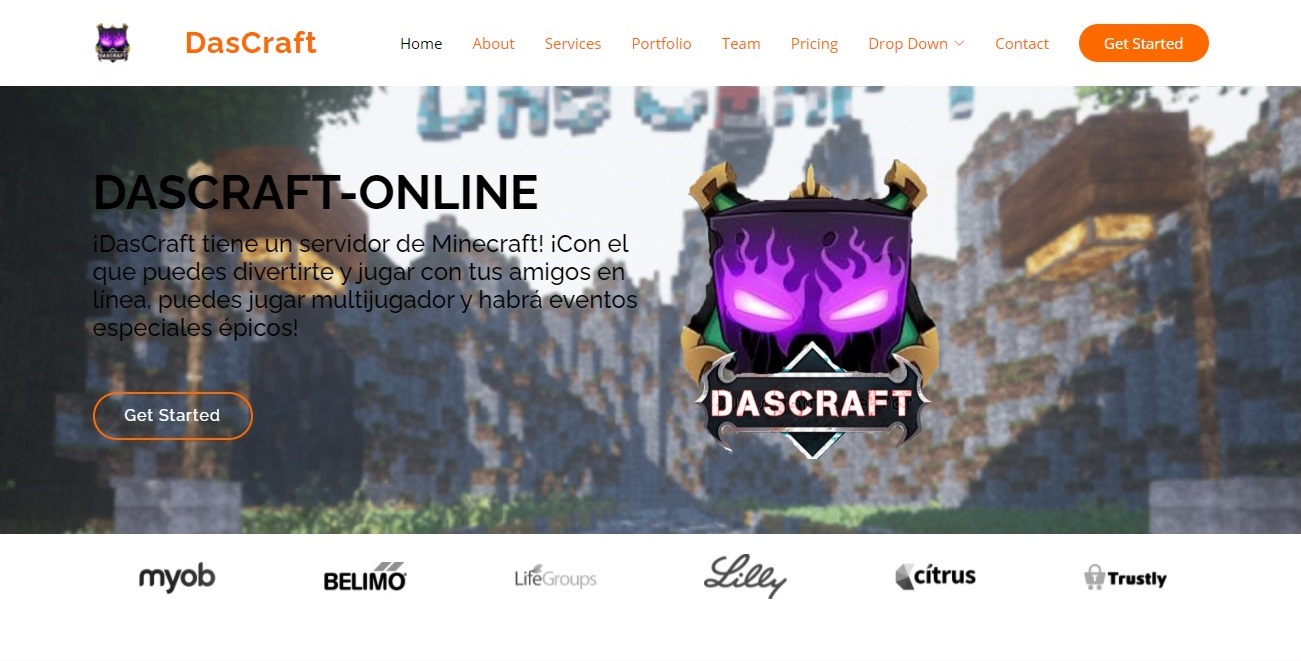 DasCraft
Home About Services Portfolio Team Pricing Drop Down Contact Get Started
DASCRAFT-ONLINE
¡DasCraft tiene un servidor de Minecraft! ¡Con el
que puedes divertirte y jugar con tus amigos en
línea, puedes jugar multijugador y habrá eventos
especiales épicos!
Get Started
DASCRAFT
myob BELIMO LifeGroups Lilly cítrus Trustly